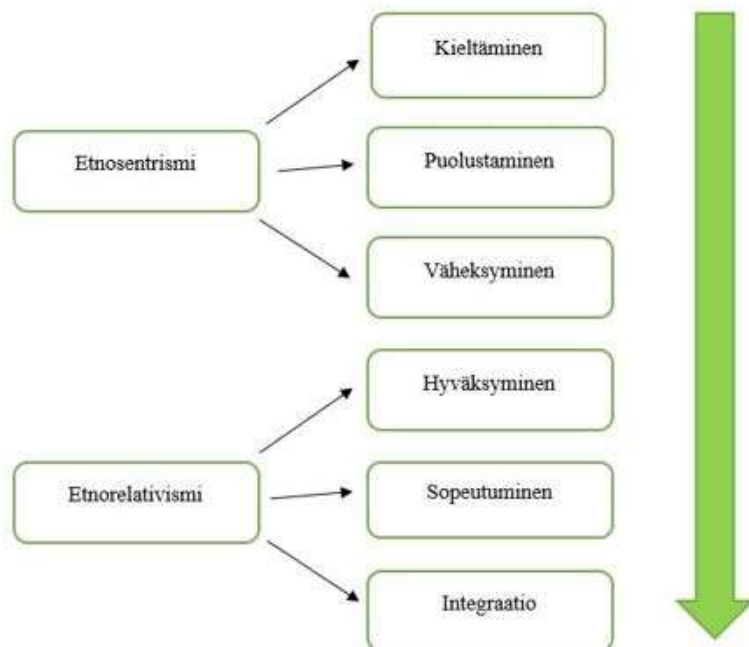 Kieltäminen
Etnosentrismi
Puolustaminen
Väheksyminen
Hyväksyminen
Etnorelativismi
Sopeutuminen
Integraatio